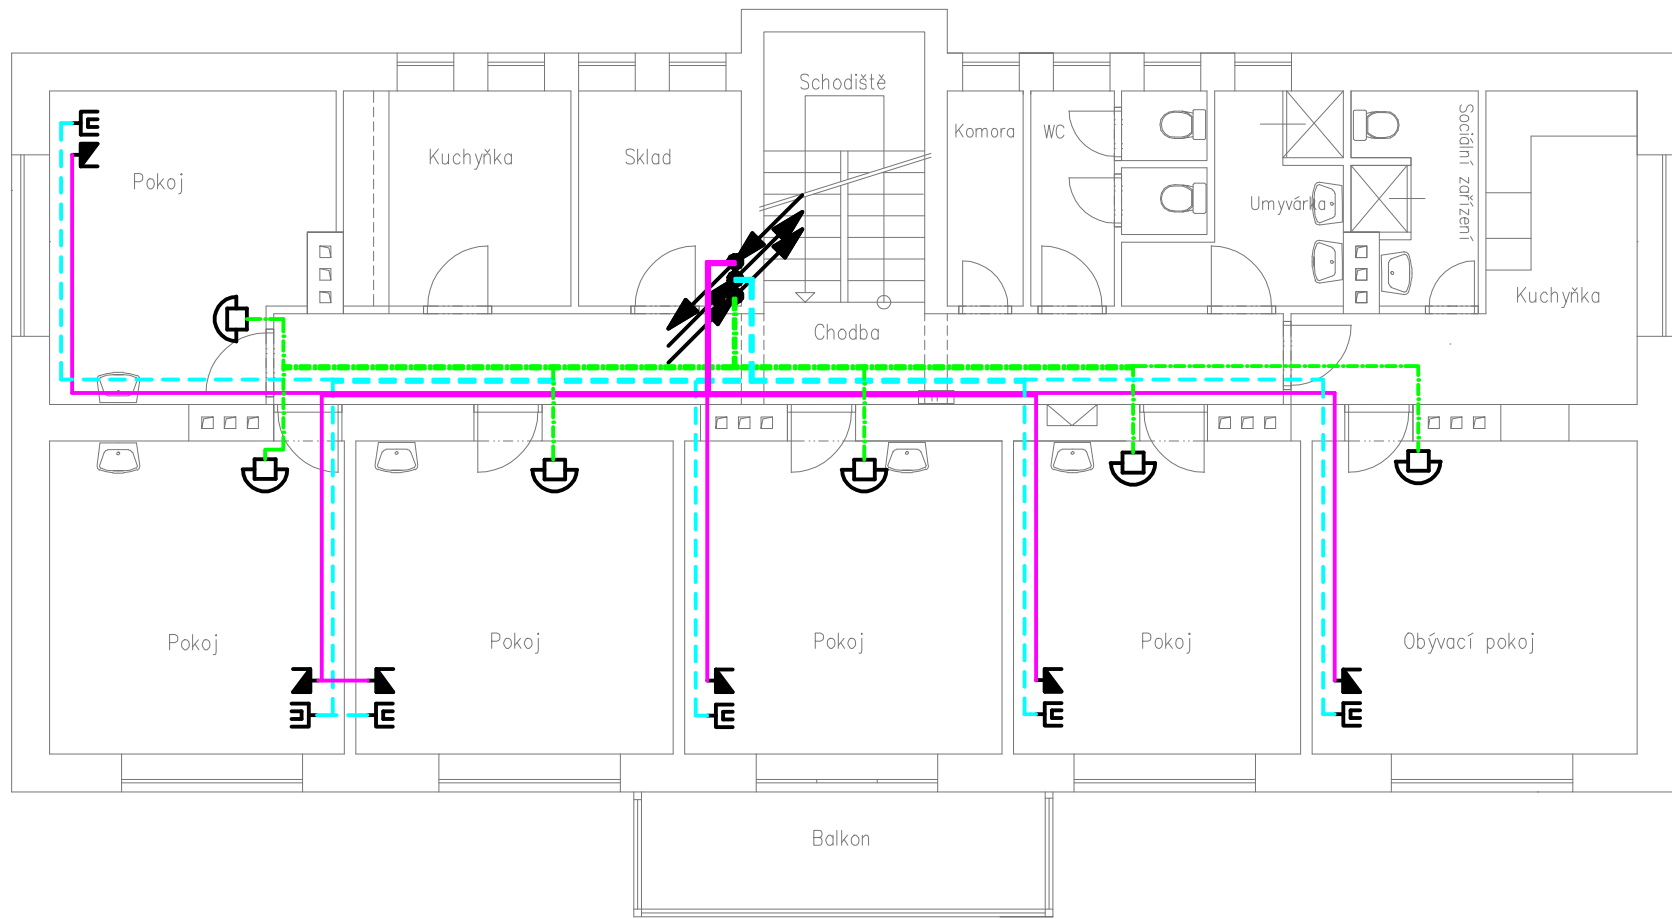 Schodiště
Komora
WC
Sociální zařízení
Kuchyňka
Sklad
Pokoj
Umyvárka
Kuchyňka
Chodba
Pokoj
Pokoj
Pokoj
Pokoj
Obývací pokoj
Balkon